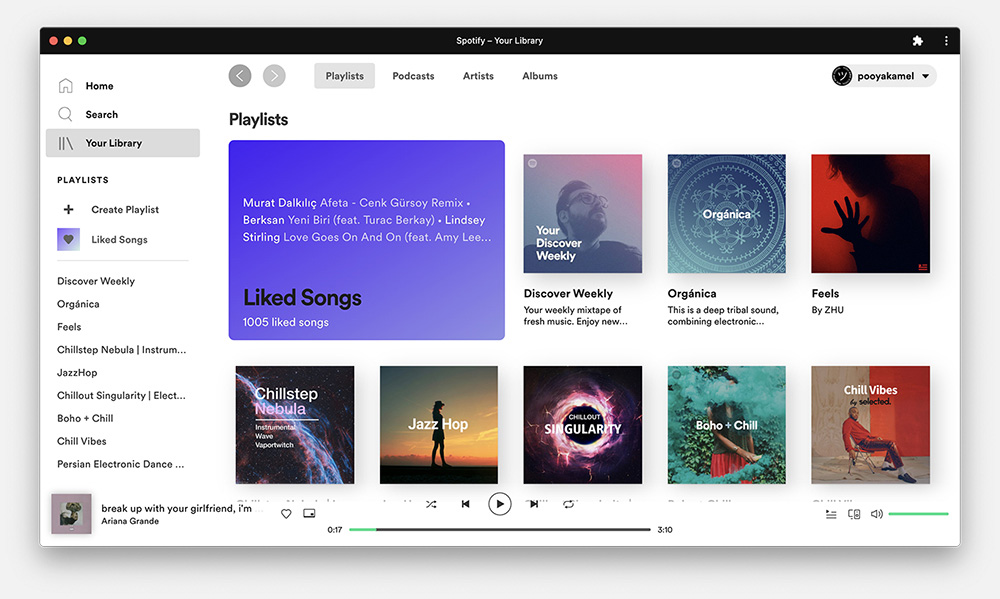 Spotify – Your Library
Home
Search
Your Library
PLAYLISTS
Create Playlist
Liked Songs
Discover Weekly
Orgánica
Feels
Chillstep Nebula | Instrum...
JazzHop
Chillout Singularity | Elect...
Boho + Chill
Chill Vibes
Persian Electronic Dance ...
Playlists
Podcasts
Artists
Albums
pooyakamel
Playlists
Murat Dalkılıç Afeta - Cenk Gürsoy Remix •
Berksan Yeni Biri (feat. Turac Berkay) • Lindsey
Stirling Love Goes On And On (feat. Amy Lee...
Liked Songs
1005 liked songs
Your
Discover
Weekly
Discover Weekly
Your weekly mixtape of
fresh music. Enjoy new...
Orgánica
Orgánica
This is a deep tribal sound,
combining electronic...
Feels
By ZHU
Chillstep
Nebula
Instrumental
Wave
Vaportwitch
Jazz Hop
CHILLOUT
SINGULARITY
Boho + Chill
Chill Vibes
by selected.
break up with your girlfriend, i'm
Ariana Grande
0:17
3:10